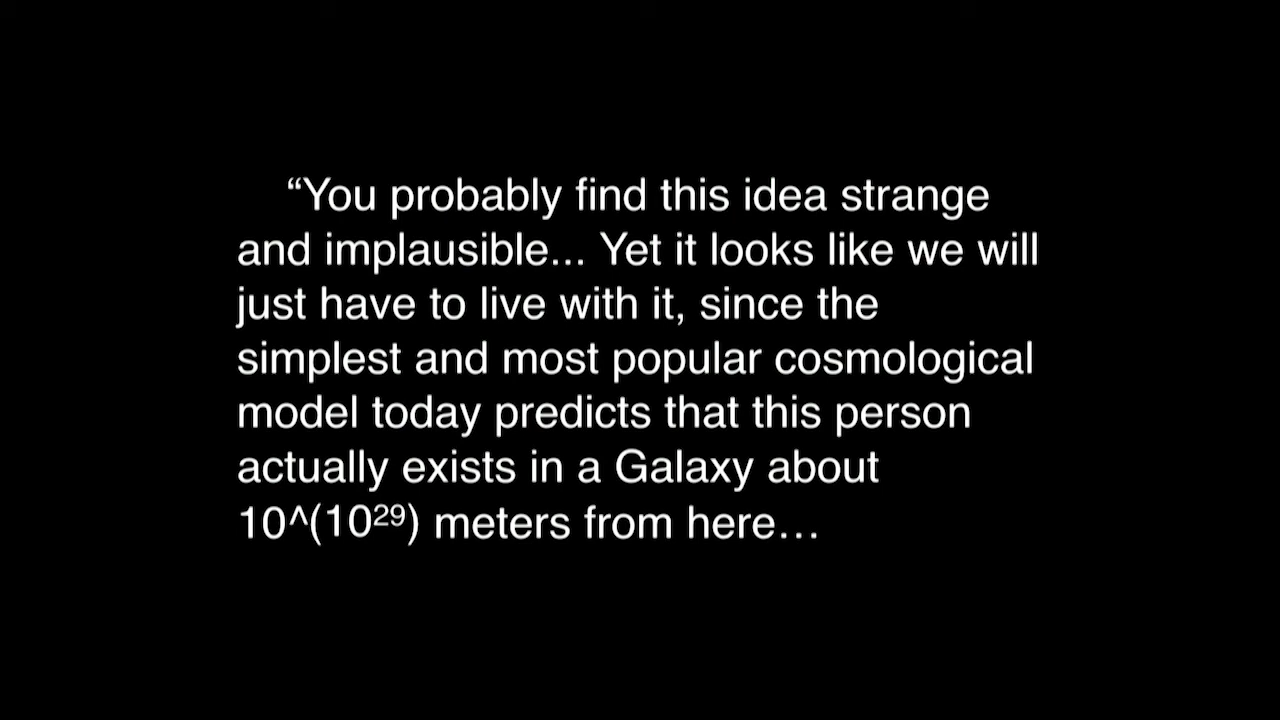 “You probably find this idea strange
and implausible... Yet it looks like we will
just have to live with it, since the
simplest and most popular cosmological
model today predicts that this person
actually exists in a Galaxy about
10^(10²⁹) meters from here…